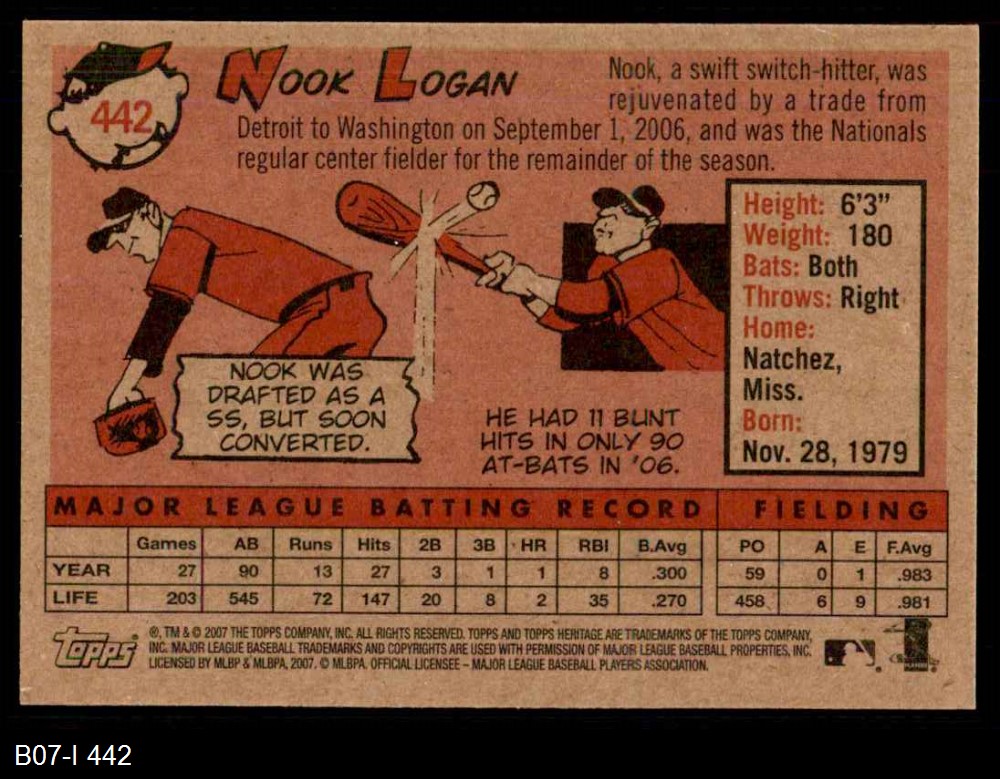 442
NOOK LOGAN
Nook, a swift switch-hitter, was
rejuvenated by a trade from
Detroit to Washington on September 1, 2006, and was the Nationals
regular center fielder for the remainder of the season.
NOOK WAS
DRAFTED AS A
SS, BUT SOON
CONVERTED.
HE HAD 11 BUNT
HITS IN ONLY 90
AT-BATS IN '06.
Height: 6'3"
Weight: 180
Bats: Both
Throws: Right
Home:
Natchez,
Miss.
Born:
Nov. 28, 1979
MAJOR LEAGUE BATTING RECORD FIELDING
Games AB Runs Hits 2B 3B HR RBI B.Avg PO A E F.Avg
YEAR 27 90 13 27 3 1 1 8 .300 59 0 1 .983
LIFE 203 545 72 147 20 8 2 35 .270 458 6 9 .981
topps
®, TM & © 2007 THE TOPPS COMPANY, INC. ALL RIGHTS RESERVED. TOPPS AND TOPPS HERITAGE ARE TRADEMARKS OF THE TOPPS COMPANY,
INC. MAJOR LEAGUE BASEBALL TRADEMARKS AND COPYRIGHTS ARE USED WITH PERMISSION OF MAJOR LEAGUE BASEBALL PROPERTIES, INC.
LICENSED BY MLBP & MLBPA, 2007. © MLBPA. OFFICIAL LICENSEE – MAJOR LEAGUE BASEBALL PLAYERS ASSOCIATION.
B07-I 442